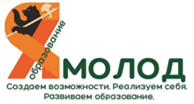 образование
Я МОЛОД
Создаем возможности. Реализуем себя.
Развиваем образование.